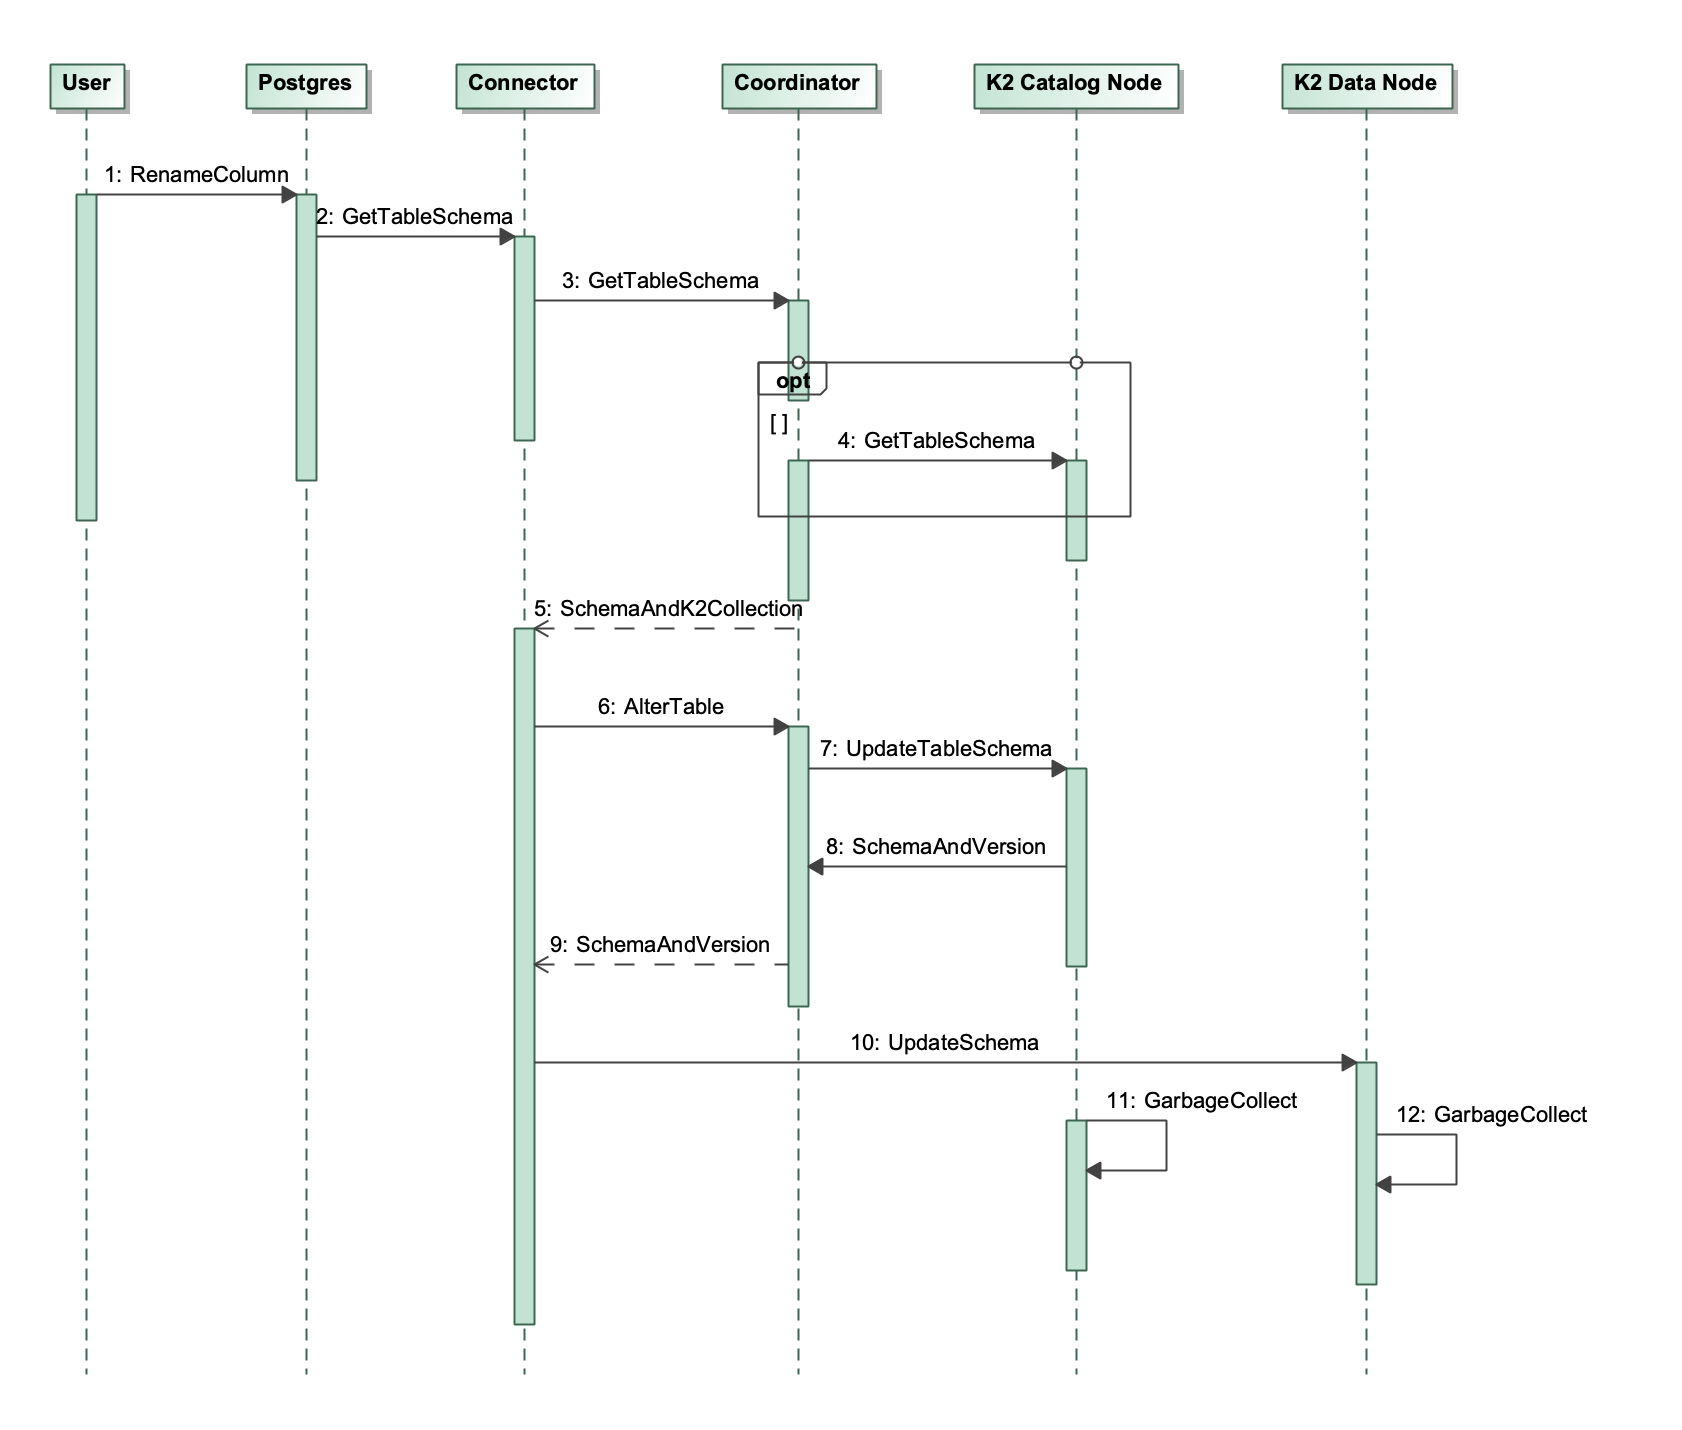 User
Postgres
Connector
Coordinator
K2 Catalog Node
K2 Data Node
1: RenameColumn
2: GetTableSchema
3: GetTableSchema
opt
[ ]
4: GetTableSchema
5: SchemaAndK2Collection
6: AlterTable
7: UpdateTableSchema
8: SchemaAndVersion
9: SchemaAndVersion
10: UpdateSchema
11: GarbageCollect
12: GarbageCollect